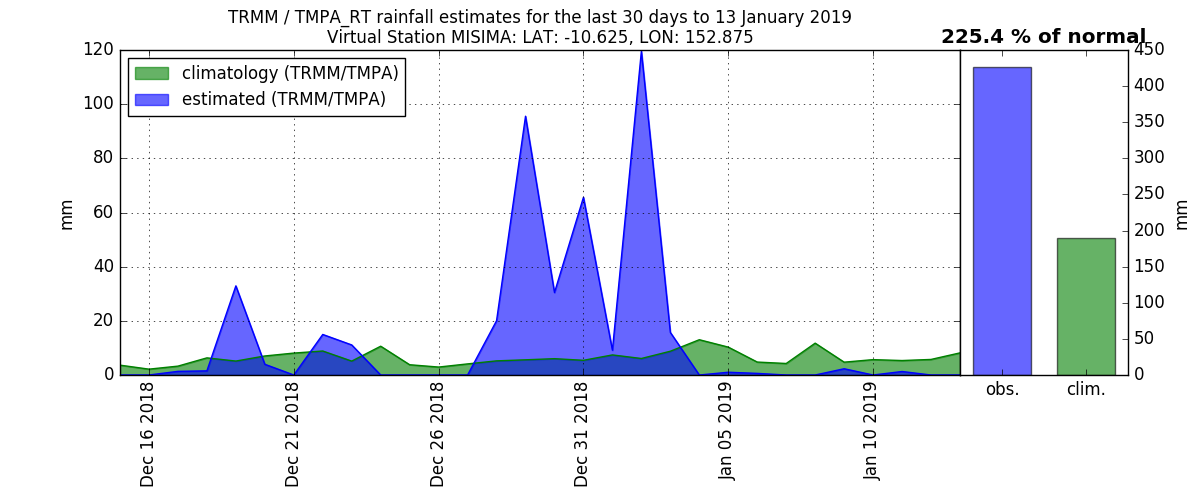 TRMM / TMPA_RT rainfall estimates for the last 30 days to 13 January 2019
Virtual Station MISIMA: LAT: -10.625, LON: 152.875
225.4 % of normal
climatology (TRMM/TMPA)
estimated (TRMM/TMPA)
mm
120
100
80
60
40
20
0
Dec 16 2018
Dec 21 2018
Dec 26 2018
Dec 31 2018
Jan 05 2019
Jan 10 2019
obs.
clim.
450
400
350
300
250
200
150
100
50
0
mm